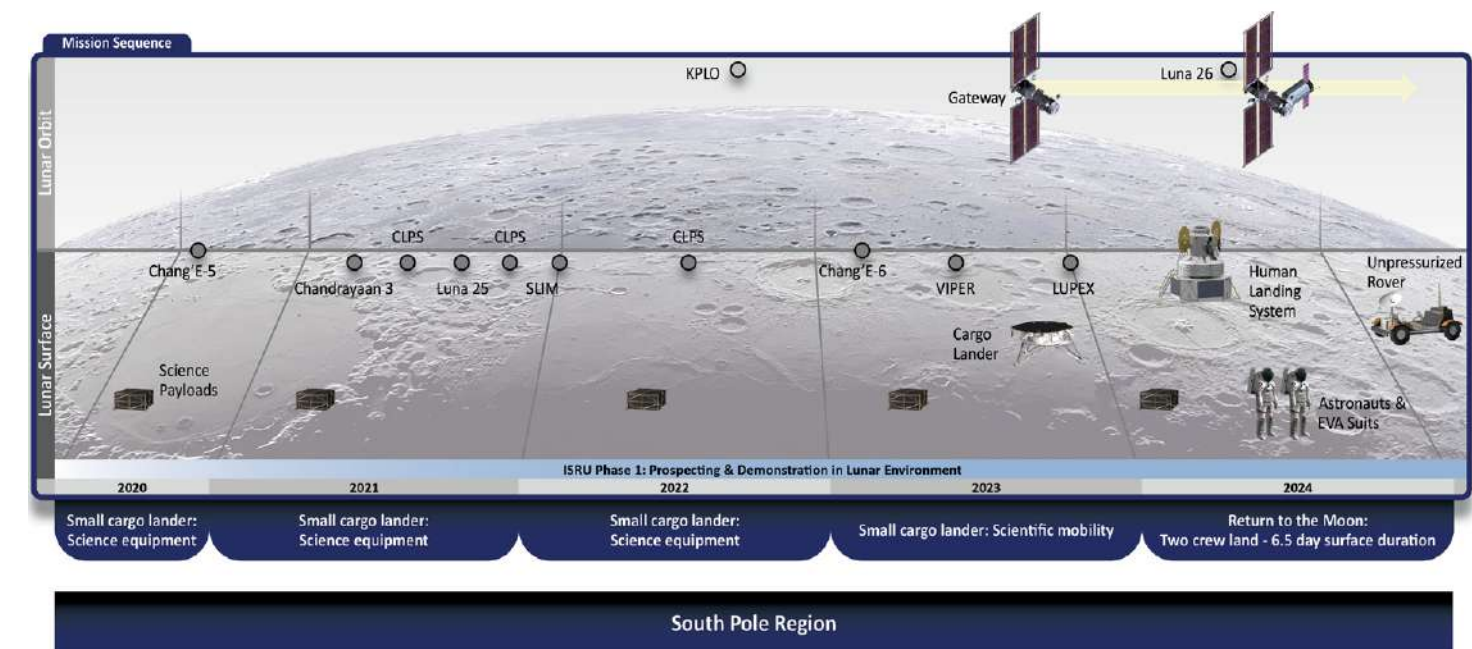 Mission Sequence
Lunar Orbit
KPLO
Gateway
Luna 26
Lunar Surface
CLPS
CLPS
CLPS
Chang'E-5
Chandrayaan 3
Luna 25
SLIM
Chang'E-6
VIPER
LUPEX
Human
Landing
System
Unpressurized
Rover
Science
Payloads
Cargo
Lander
Astronauts &
EVA Suits
ISRU Phase 1: Prospecting & Demonstration in Lunar Environment
2020
2021
2022
2023
2024
Small cargo lander:
Science equipment
Small cargo lander:
Science equipment
Small cargo lander:
Science equipment
Small cargo lander: Scientific mobility
Return to the Moon:
Two crew land - 6.5 day surface duration
South Pole Region